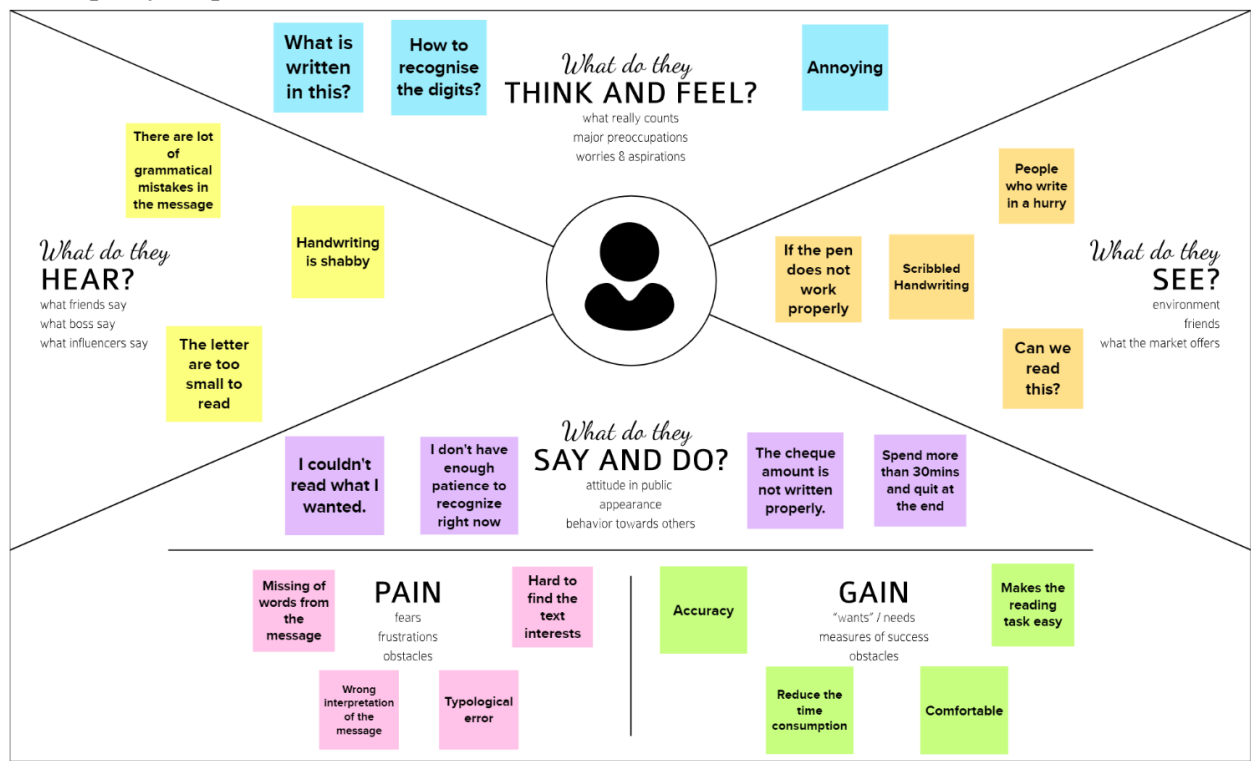 What is
written
in this?
How to
recognise
the digits?
What do they
THINK AND FEEL?
what really counts
major preoccupations
worries & aspirations
Annoying
There are lot
of
grammatical
mistakes in
the message
Handwriting
is shabby
What do they
HEAR?
what friends say
what boss say
what influencers say
The letter
are too
small to
read
People
who write
in a hurry
If the pen
does not
work
properly
Scribbled
Handwriting
What do they
SEE?
environment
friends
what the market offers
Can we
read
this?
I couldn't
read what I
wanted.
I don't have
enough
patience to
recognize
right now
What do they
SAY AND DO?
attitude in public
appearance
behavior towards others
The cheque
amount is
not written
properly.
Spend more
than 30mins
and quit at
the end
Missing of
words from
the
message
PAIN
fears
frustrations
obstacles
Hard to
find the
text
interests
Wrong
interpretation
of the
message
Typological
error
Accuracy
GAIN
"wants" / needs
measures of success
obstacles
Makes the
reading
task easy
Reduce the
time
consumption
Comfortable